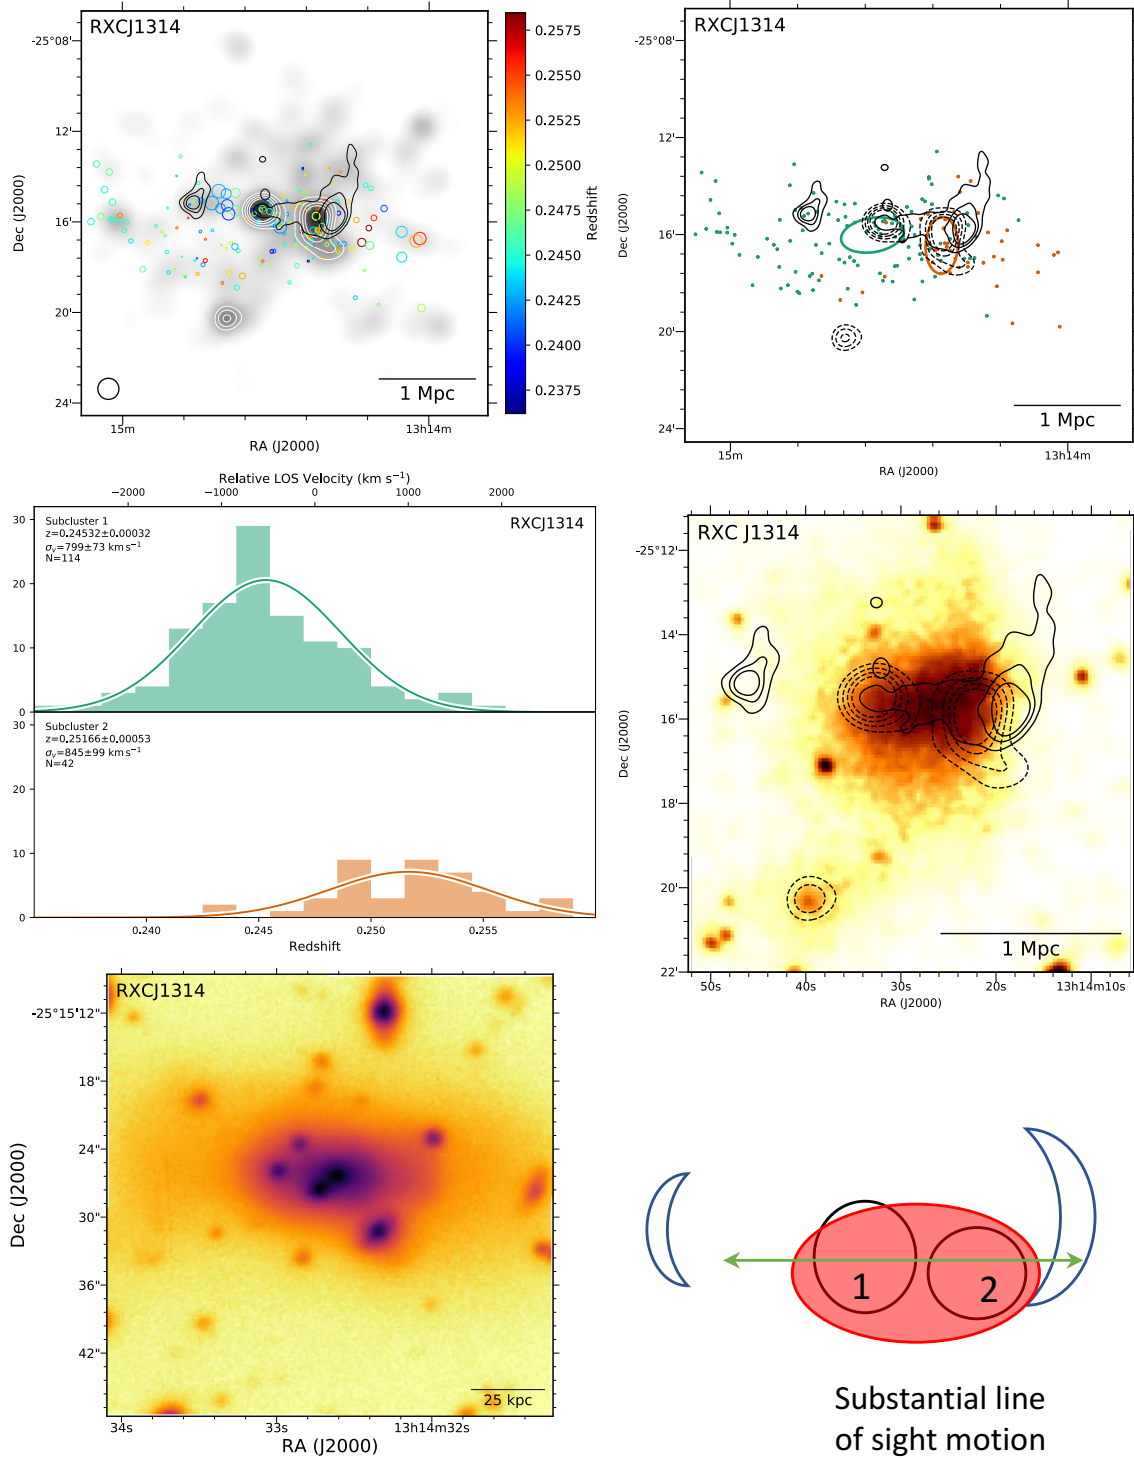 RXCJ1314
-25°08'
12'
16'
20'
24'
Dec (J2000)
15m
13h14m
RA (J2000)
1 Mpc
0.2575
0.2550
0.2525
0.2500
0.2475
0.2450
0.2425
0.2400
0.2375
Redshift
RXCJ1314
-25°08'
12'
16'
20'
24'
Dec (J2000)
15m
13h14m
RA (J2000)
1 Mpc
Relative LOS Velocity (km s⁻¹)
−2000 −1000 0 1000 2000
RXCJ1314
Subcluster 1
z=0.24532±0.00032
σᵥ=799±73 km s⁻¹
N=114
30
20
10
0
Subcluster 2
z=0.25166±0.00053
σᵥ=845±99 km s⁻¹
N=42
30
20
10
0
0.240 0.245 0.250 0.255
Redshift
RXC J1314
-25°12'
14'
16'
18'
20'
22'
Dec (J2000)
50s 40s 30s 20s 13h14m10s
RA (J2000)
1 Mpc
RXCJ1314
-25°15'12"
18"
24"
30"
36"
42"
Dec (J2000)
34s 33s 13h14m32s
RA (J2000)
25 kpc
1 2
Substantial line
of sight motion